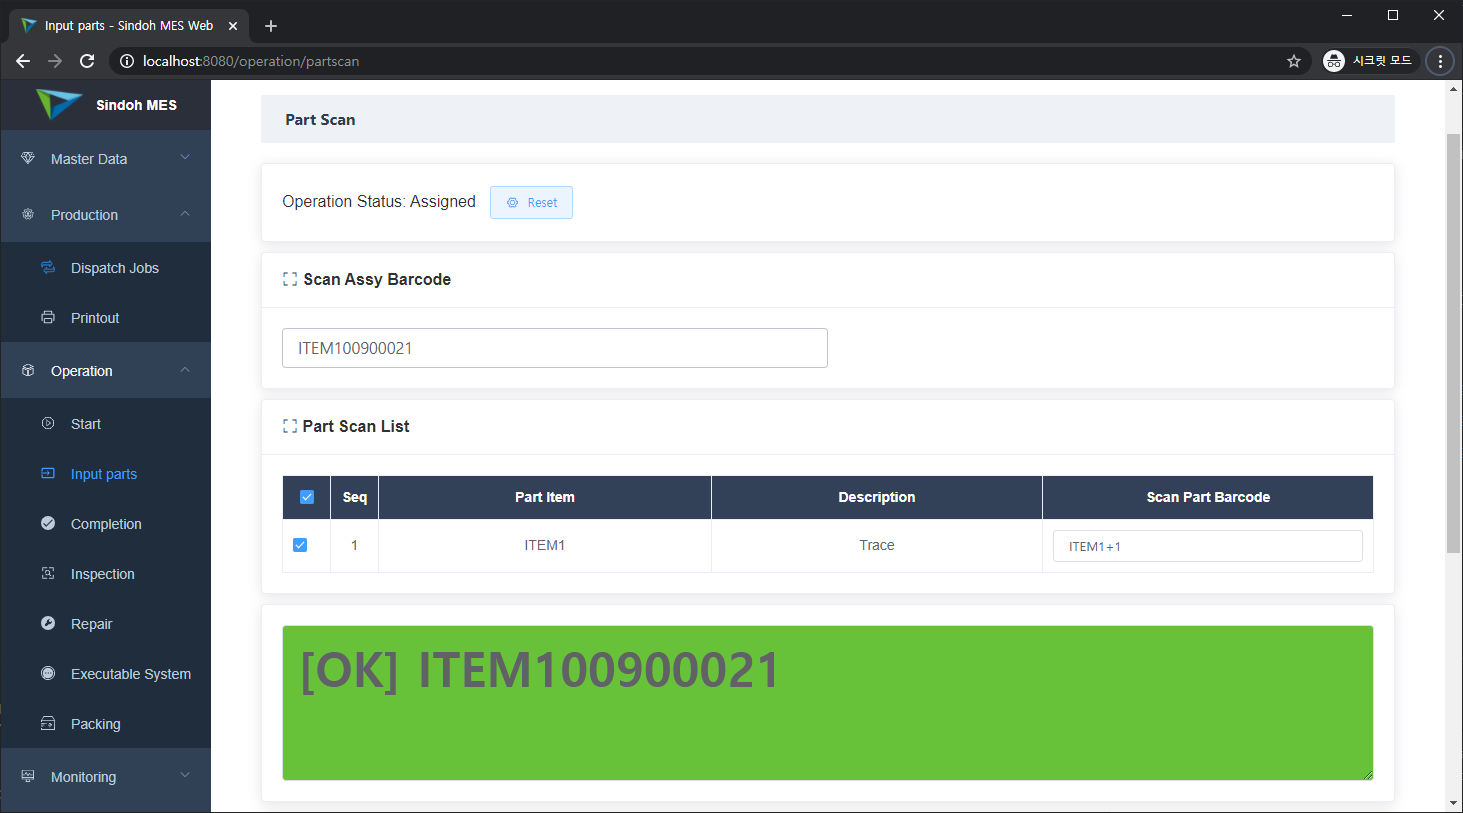 Input parts - Sindoh MES Web
localhost:8080/operation/partscan
시크릿 모드
Sindoh MES
Master Data
Production
Dispatch Jobs
Printout
Operation
Start
Input parts
Completion
Inspection
Repair
Executable System
Packing
Monitoring
Part Scan
Operation Status: Assigned
Reset
Scan Assy Barcode
ITEM100900021
Part Scan List
Seq Part Item Description Scan Part Barcode
1 ITEM1 Trace ITEM1+1
[OK] ITEM100900021